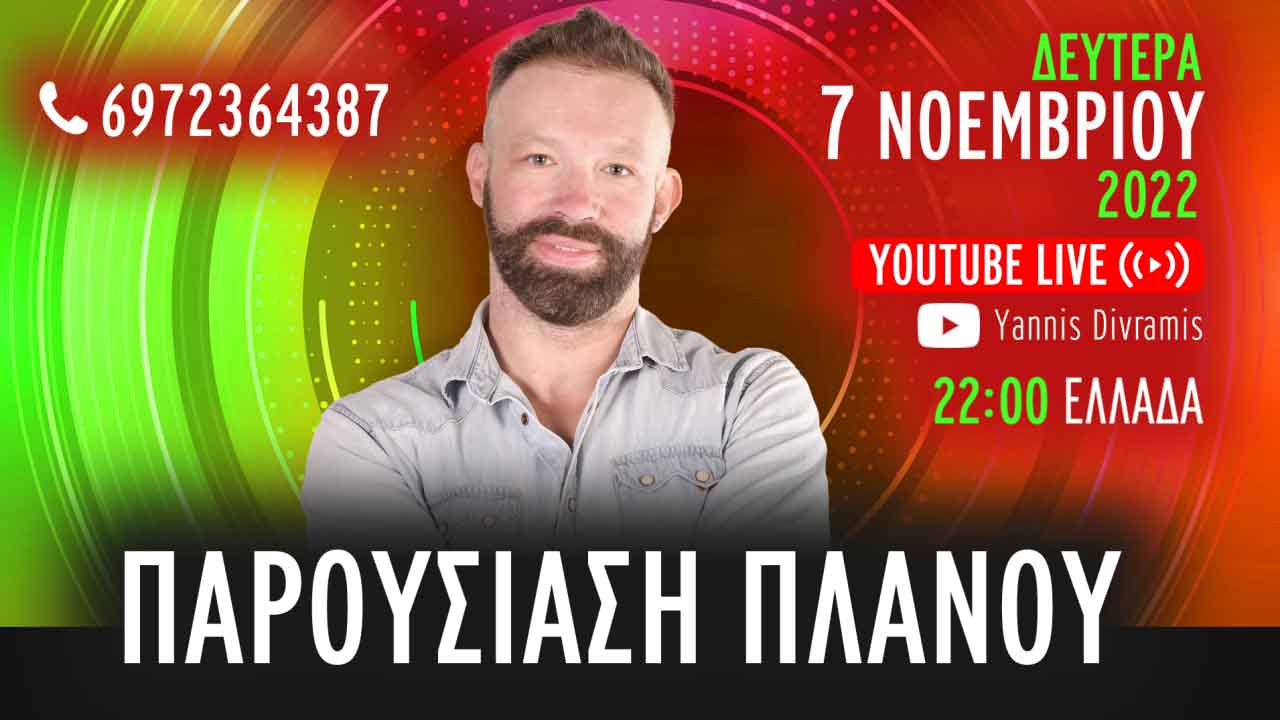 6972364387
ΔΕΥΤΕΡΑ
7 ΝΟΕΜΒΡΙΟΥ
2022
YOUTUBE LIVE
Yannis Divramis
22:00 ΕΛΛΑΔΑ
ΠΑΡΟΥΣΙΑΣΗ ΠΛΑΝΟΥ